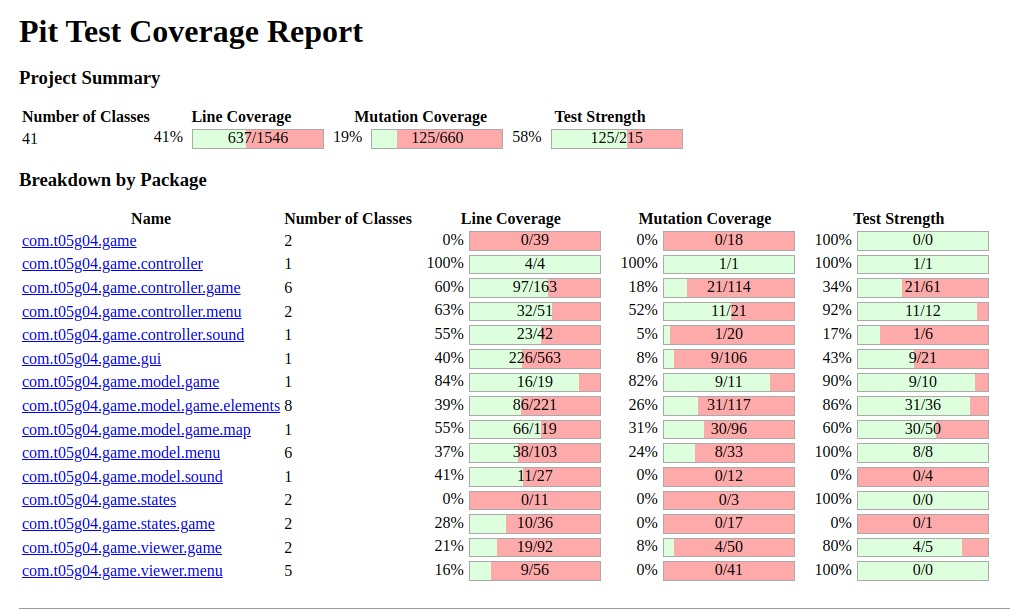 Pit Test Coverage Report
Project Summary
Number of Classes Line Coverage Mutation Coverage Test Strength
41 41% 637/1546 19% 125/660 58% 125/215
Breakdown by Package
Name Number of Classes Line Coverage Mutation Coverage Test Strength
com.t05g04.game 2 0% 0/39 0% 0/18 100% 0/0
com.t05g04.game.controller 1 100% 4/4 100% 1/1 100% 1/1
com.t05g04.game.controller.game 6 60% 97/163 18% 21/114 34% 21/61
com.t05g04.game.controller.menu 2 63% 32/51 52% 11/21 92% 11/12
com.t05g04.game.controller.sound 1 55% 23/42 5% 1/20 17% 1/6
com.t05g04.game.gui 1 40% 226/563 8% 9/106 43% 9/21
com.t05g04.game.model.game 1 84% 16/19 82% 9/11 90% 9/10
com.t05g04.game.model.game.elements 8 39% 86/221 26% 31/117 86% 31/36
com.t05g04.game.model.game.map 1 55% 66/119 31% 30/96 60% 30/50
com.t05g04.game.model.menu 6 37% 38/103 24% 8/33 100% 8/8
com.t05g04.game.model.sound 1 41% 11/27 0% 0/12 0% 0/4
com.t05g04.game.states 2 0% 0/11 0% 0/3 100% 0/0
com.t05g04.game.states.game 2 28% 10/36 0% 0/17 0% 0/1
com.t05g04.game.viewer.game 2 21% 19/92 8% 4/50 80% 4/5
com.t05g04.game.viewer.menu 5 16% 9/56 0% 0/41 100% 0/0